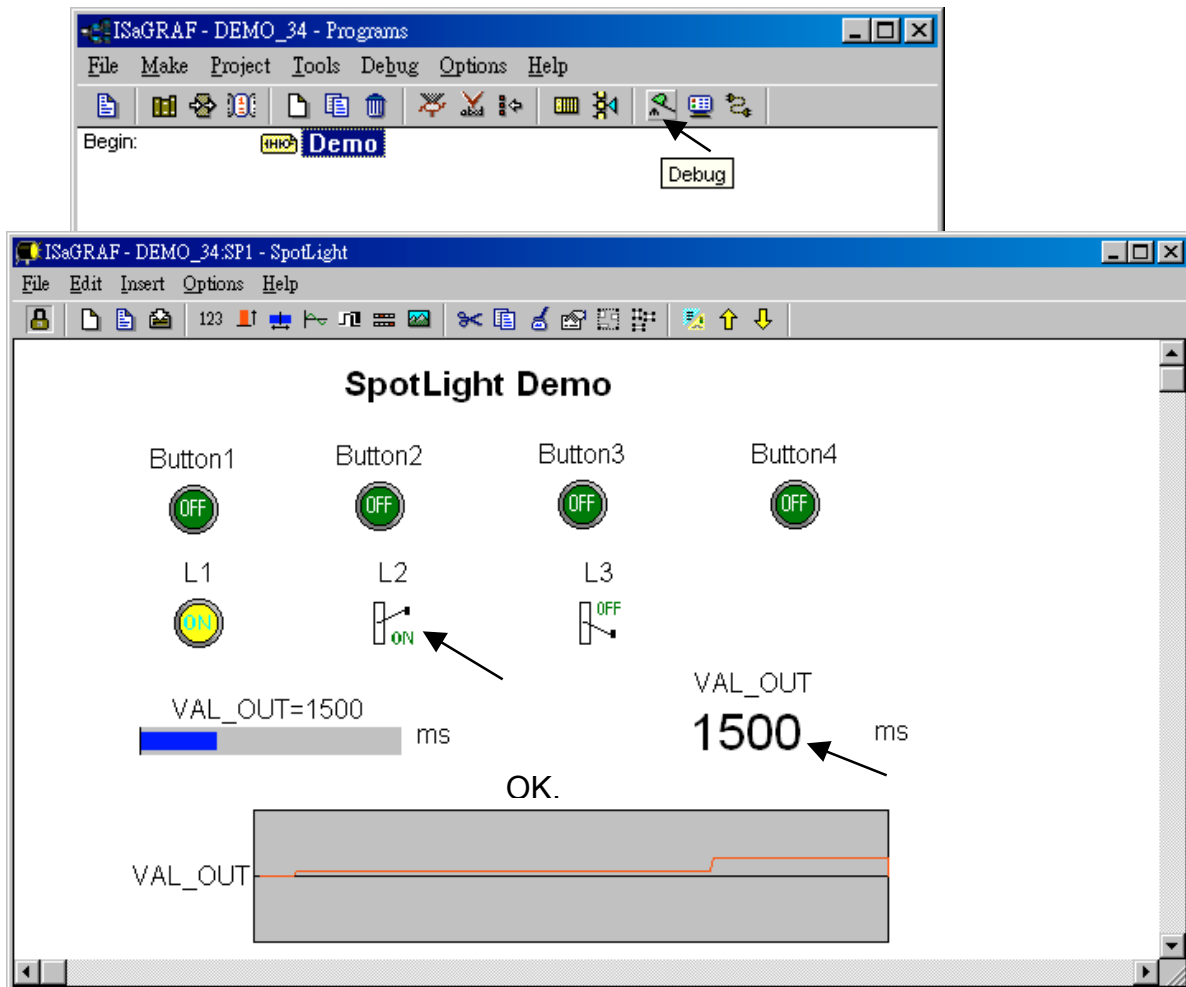 ISaGRAF - DEMO_34 - Programs
File Make Project Tools Debug Options Help
Begin: Demo
Debug
ISaGRAF - DEMO_34:SP1 - SpotLight
File Edit Insert Options Help
123
SpotLight Demo
Button1 Button2 Button3 Button4
OFF OFF OFF OFF
L1 L2 L3
ON ON OFF
VAL_OUT
VAL_OUT=1500
1500 ms
ms
OK.
VAL_OUT